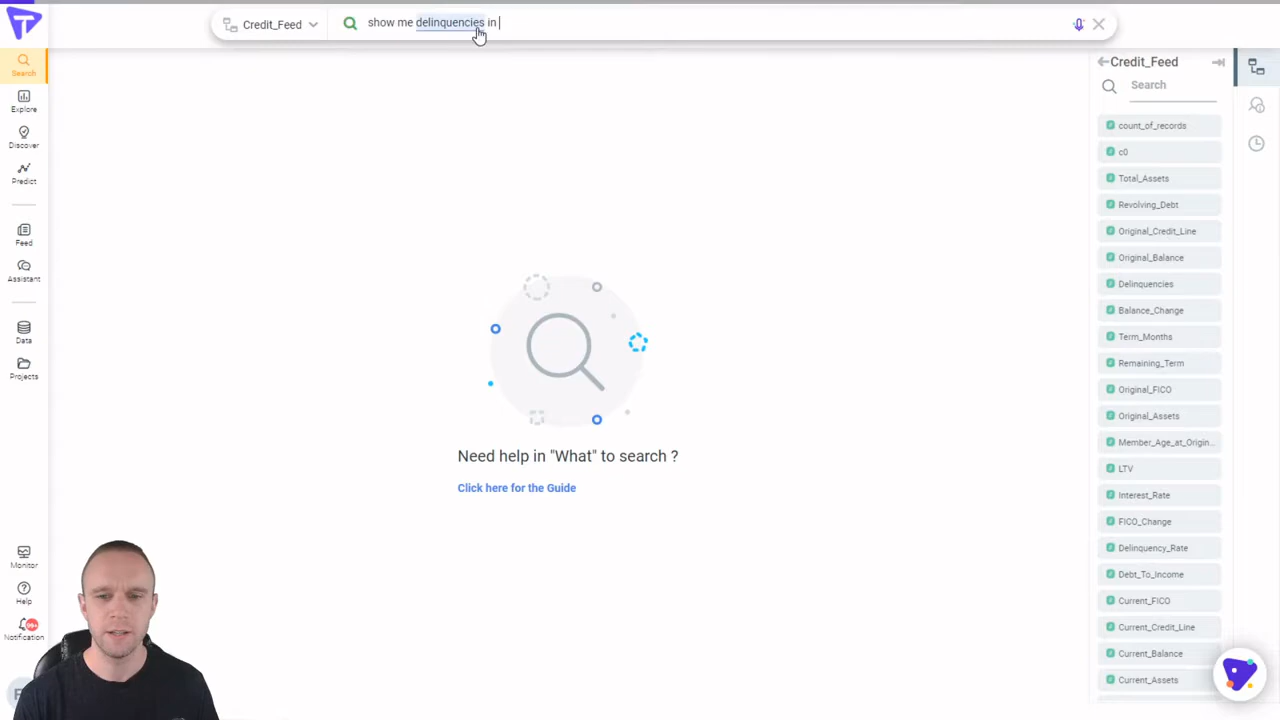 Credit_Feed
show me delinquencies in
Search
Explore
Discover
Predict
Feed
Assistant
Data
Projects
Monitor
Help
99+
Notification
Need help in "What" to search ?
Click here for the Guide
Credit_Feed
Search
count_of_records
c0
Total_Assets
Revolving_Debt
Original_Credit_Line
Original_Balance
Delinquencies
Balance_Change
Term_Months
Remaining_Term
Original_FICO
Original_Assets
Member_Age_at_Origin...
LTV
Interest_Rate
FICO_Change
Delinquency_Rate
Debt_To_Income
Current_FICO
Current_Credit_Line
Current_Balance
Current_Assets